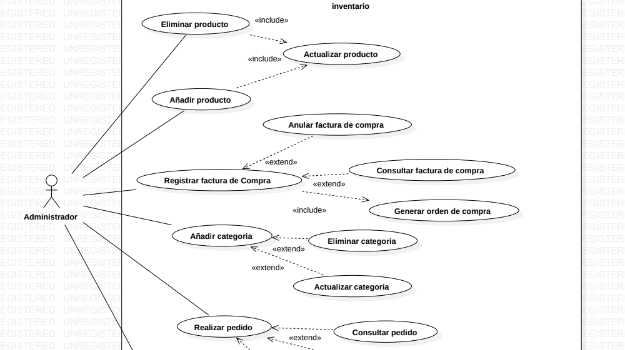 inventario
Eliminar producto
«include»
Actualizar producto
«include»
Añadir producto
Anular factura de compra
«extend»
Consultar factura de compra
Registrar factura de Compra
«extend»
Generar orden de compra
«include»
Administrador
Añadir categoria
Eliminar categoria
«extend»
«extend»
Actualizar categoria
Realizar pedido
Consultar pedido
«extend»